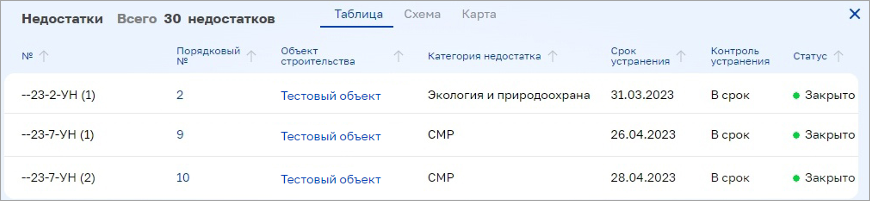 Недостатки Всего 30 недостатков Таблица Схема Карта
№ Порядковый № Объект строительства Категория недостатка Срок устранения Контроль устранения Статус
--23-2-УН (1) 2 Тестовый объект Экология и природоохрана 31.03.2023 В срок Закрыто
--23-7-УН (1) 9 Тестовый объект СМР 26.04.2023 В срок Закрыто
--23-7-УН (2) 10 Тестовый объект СМР 28.04.2023 В срок Закрыто